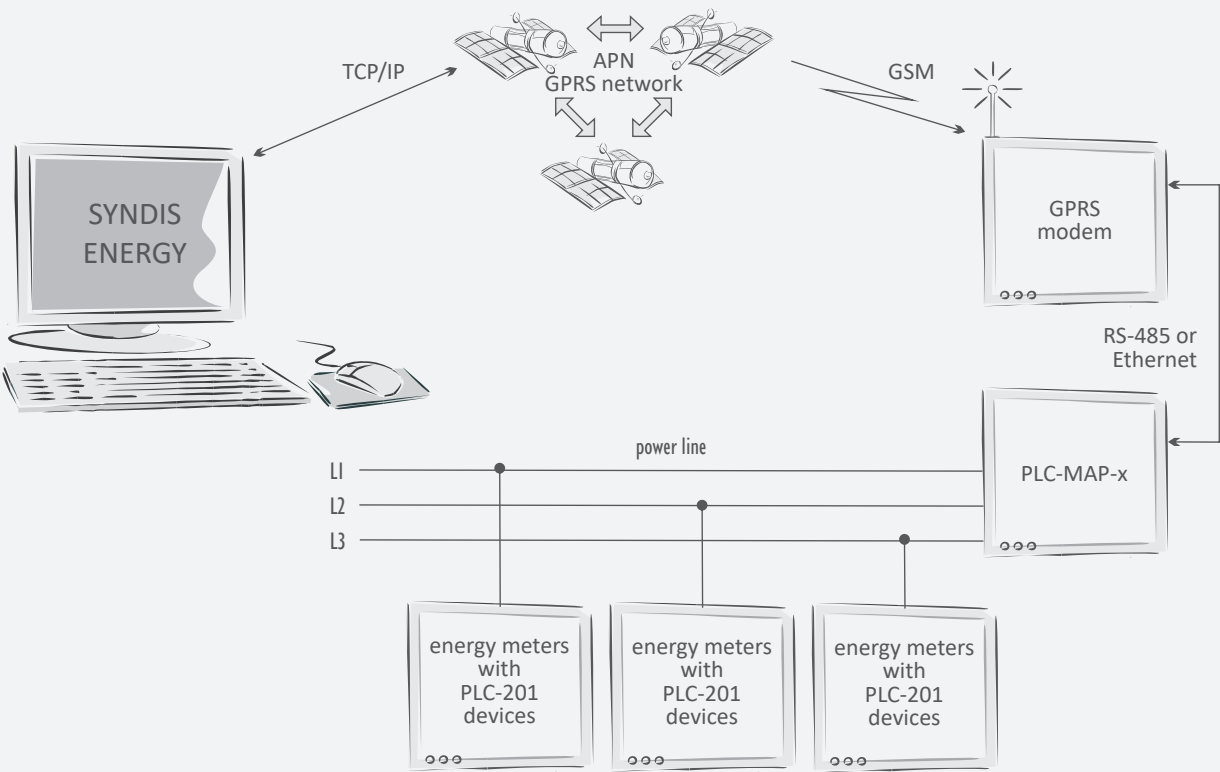 TCP/IP
APN
GPRS network
GSM
SYNDIS
ENERGY
GPRS
modem
RS-485 or
Ethernet
power line
L1
L2
L3
PLC-MAP-x
energy meters
with
PLC-201
devices
energy meters
with
PLC-201
devices
energy meters
with
PLC-201
devices